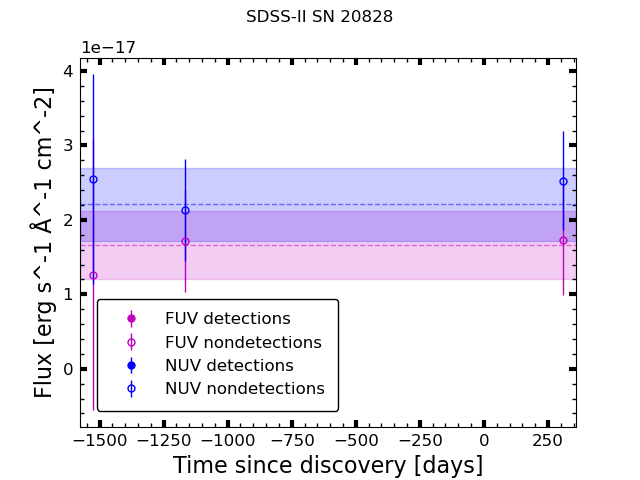 SDSS-II SN 20828
1e−17
4
3
2
1
0
Flux [erg s^-1 Å^-1 cm^-2]
FUV detections
FUV nondetections
NUV detections
NUV nondetections
−1500 −1250 −1000 −750 −500 −250 0 250
Time since discovery [days]